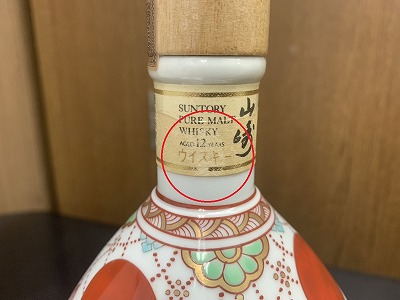 SUNTORY
PURE MALT
WHISKY
AGED 12 YEARS
ウイスキー
山崎